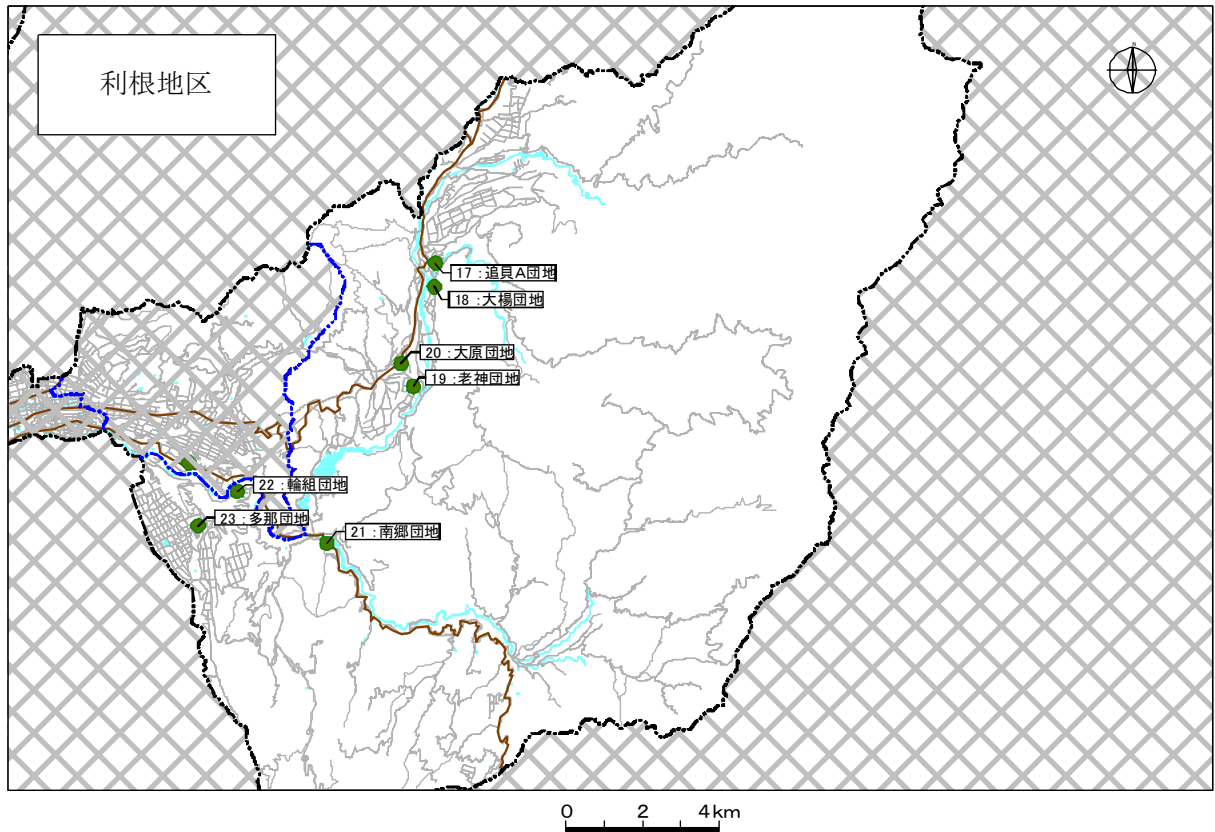 利根地区
N
17：追貝A団地
18：大楊団地
20：大原団地
19：老神団地
22：輪組団地
23：多那団地
21：南郷団地
0 2 4km